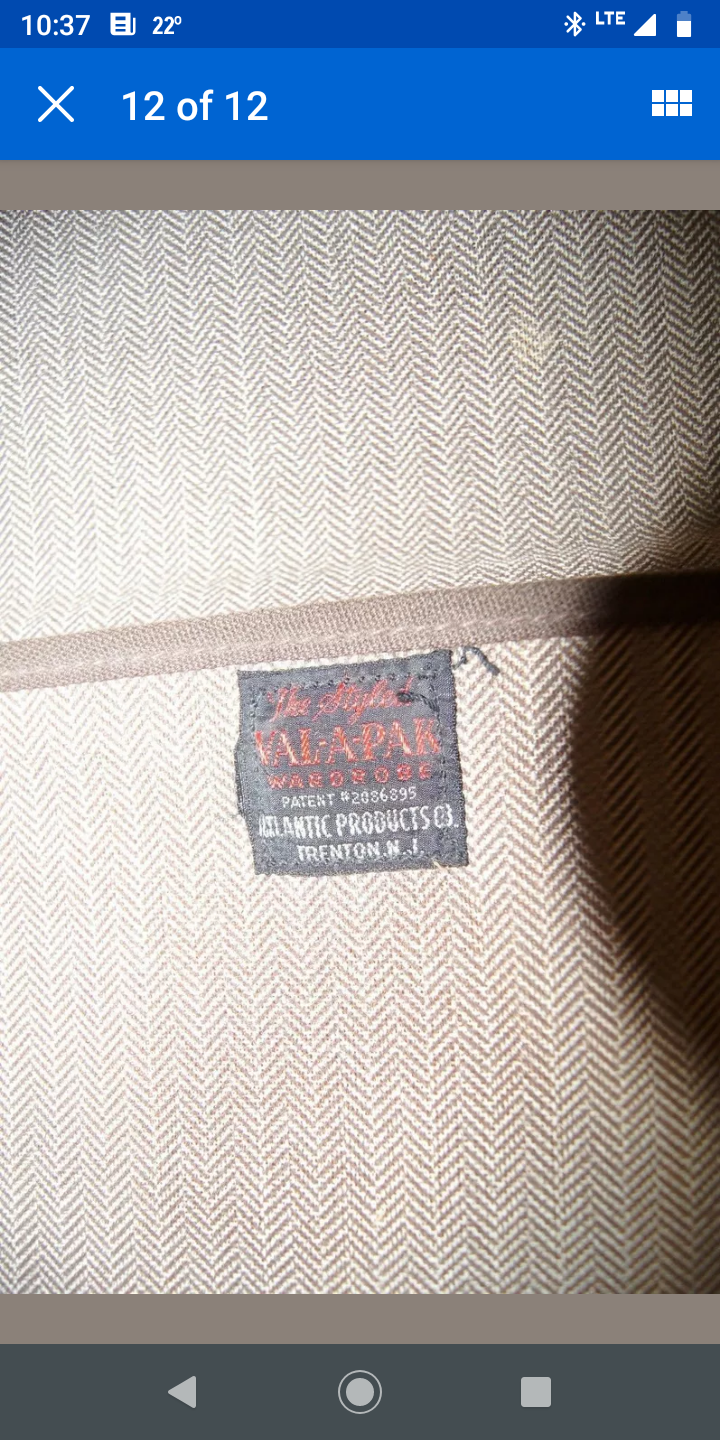 10:37 22°
LTE
12 of 12
The Styled
VAL-A-PAK
WARDROBE
PATENT #2086895
ATLANTIC PRODUCTS CO.
TRENTON.N.J.